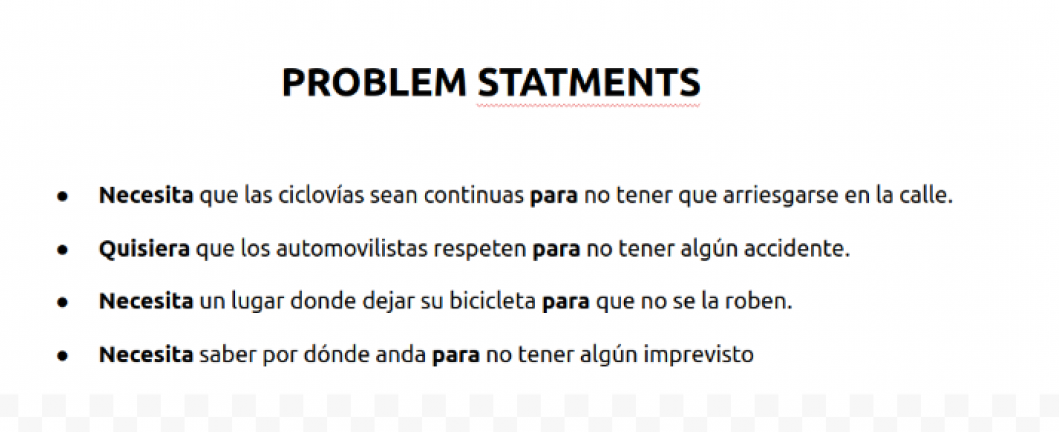 PROBLEM STATMENTS
● Necesita que las ciclovías sean continuas para no tener que arriesgarse en la calle.
● Quisiera que los automovilistas respeten para no tener algún accidente.
● Necesita un lugar donde dejar su bicicleta para que no se la roben.
● Necesita saber por dónde anda para no tener algún imprevisto